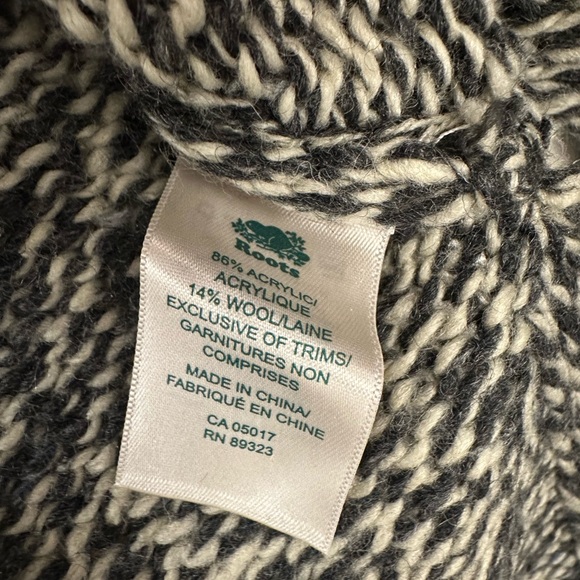 Roots
86% ACRYLIC/
ACRYLIQUE
14% WOOL/LAINE
EXCLUSIVE OF TRIMS/
GARNITURES NON
COMPRISES
MADE IN CHINA/
FABRIQUÉ EN CHINE
CA 05017
RN 89323